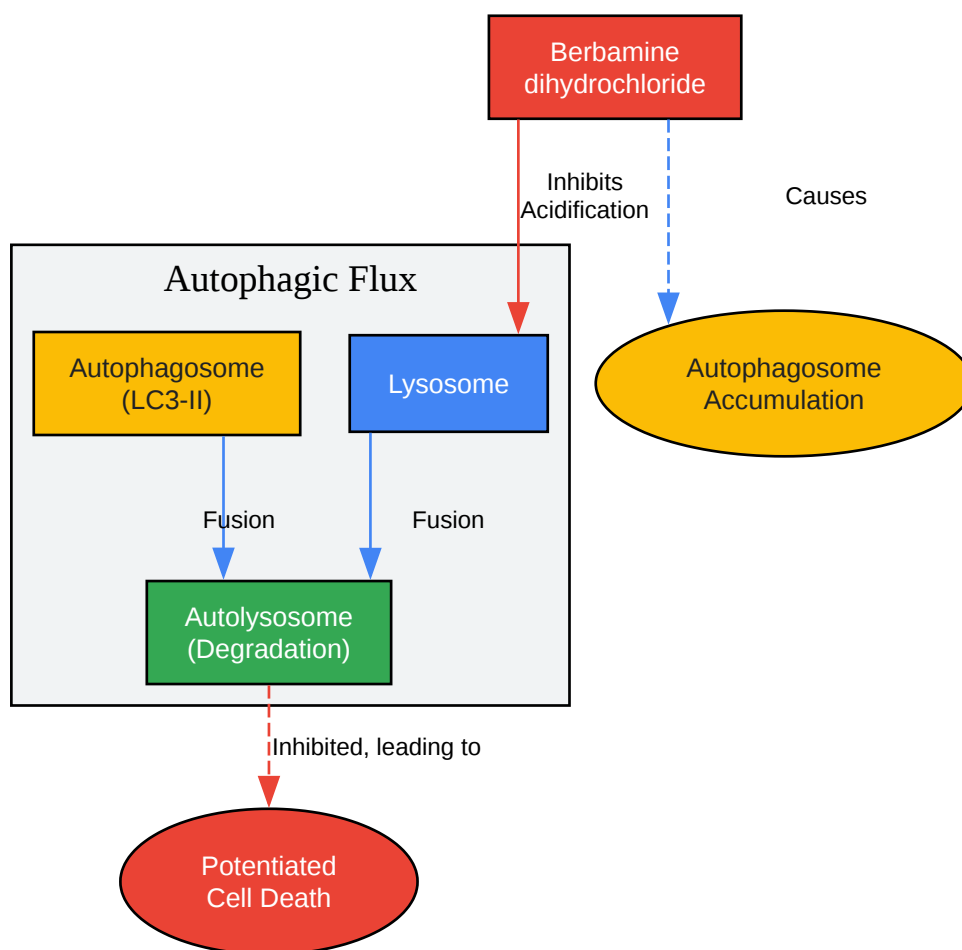 Berbamine
dihydrochloride
Inhibits
Acidification
Causes
Autophagic Flux
Autophagosome
(LC3-II)
Lysosome
Autophagosome
Accumulation
Fusion
Fusion
Autolysosome
(Degradation)
Inhibited, leading to
Potentiated
Cell Death